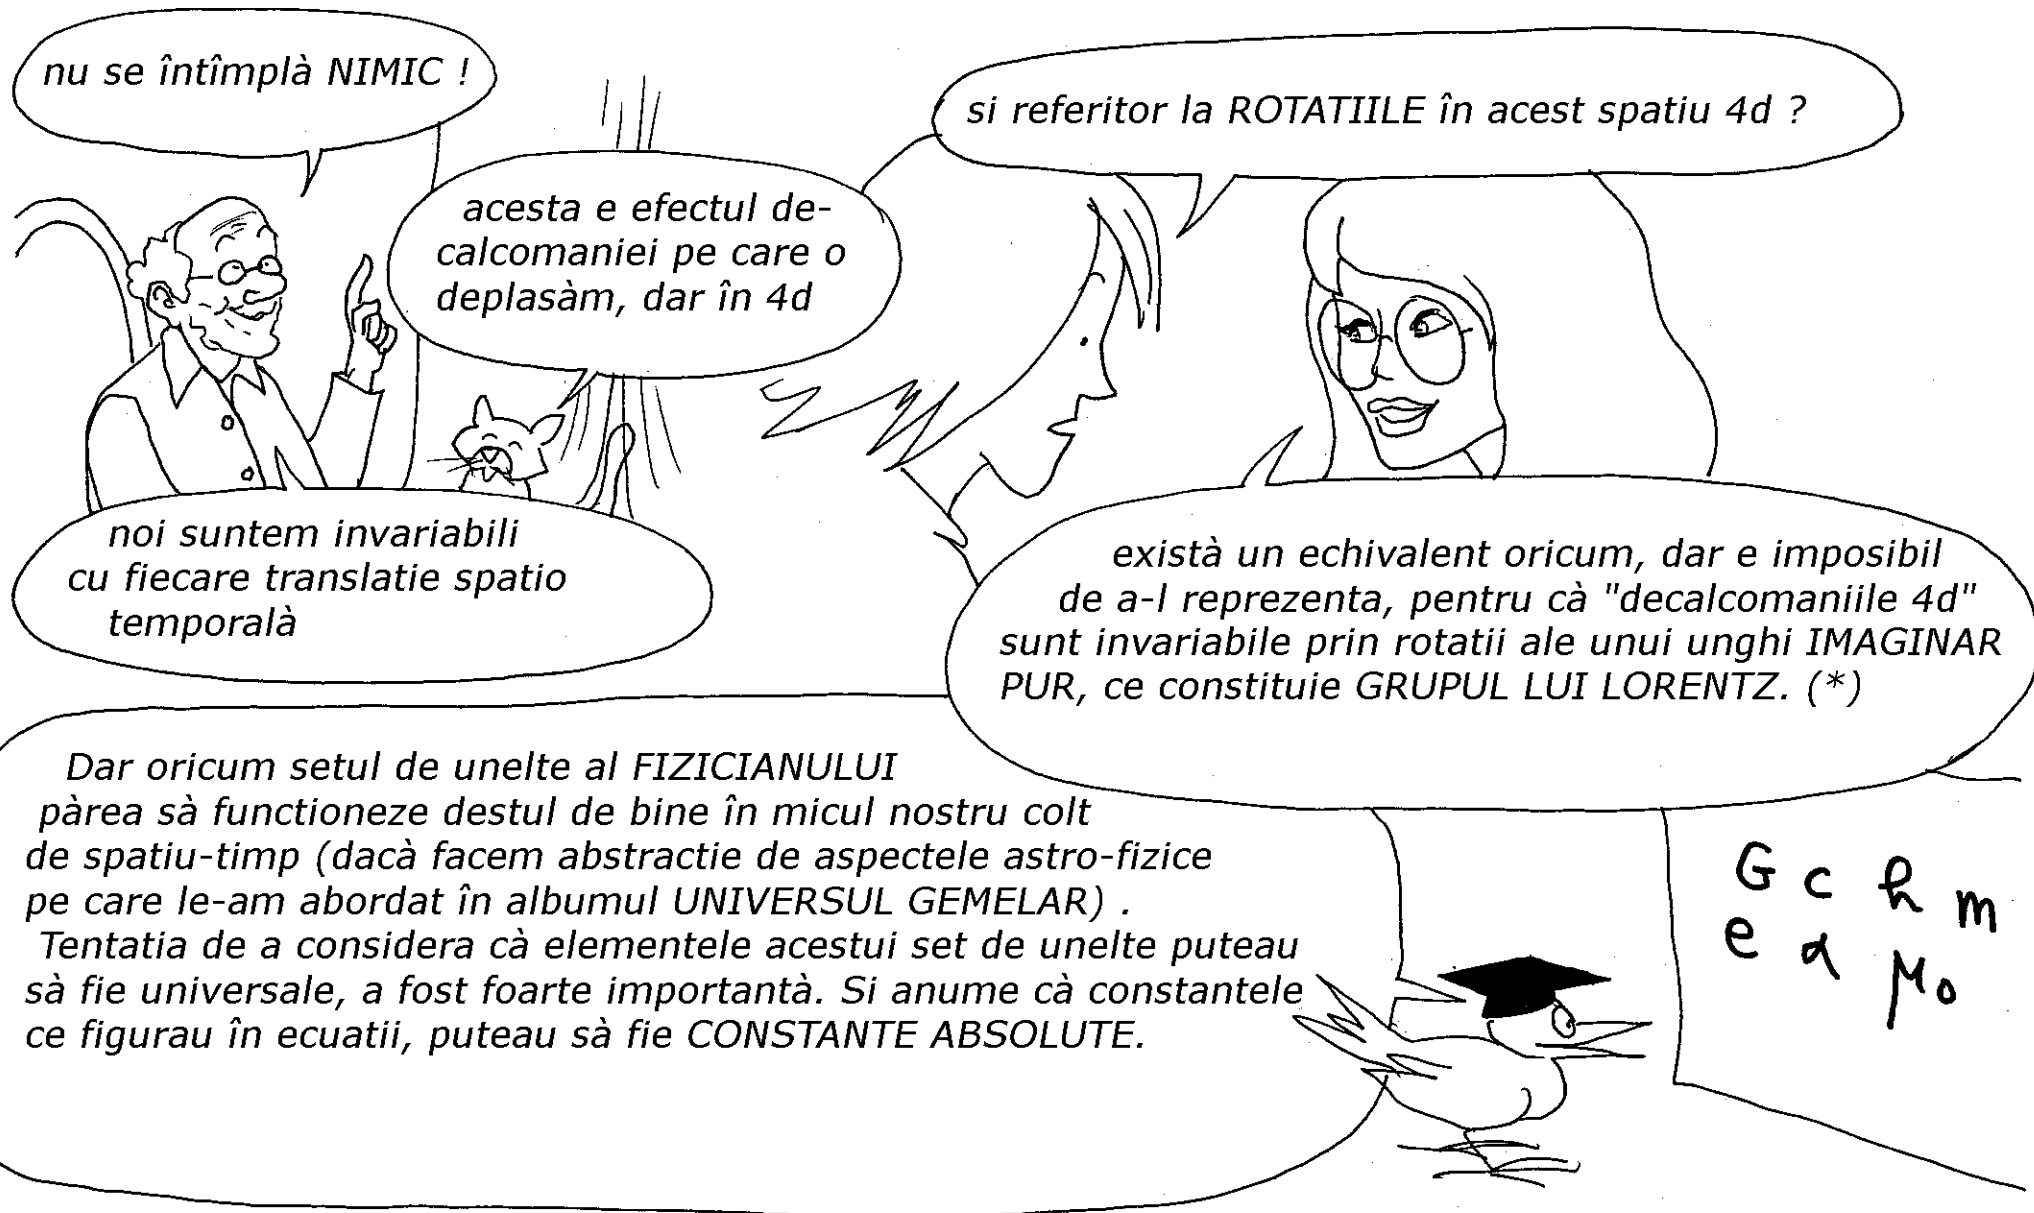 nu se întîmplà NIMIC !
acesta e efectul de-
calcomaniei pe care o
deplasàm, dar în 4d
noi suntem invariabili
cu fiecare translatie spatio
temporalà
si referitor la ROTATIILE în acest spatiu 4d ?
existà un echivalent oricum, dar e imposibil
de a-l reprezenta, pentru cà "decalcomaniile 4d"
sunt invariabile prin rotatii ale unui unghi IMAGINAR
PUR, ce constituie GRUPUL LUI LORENTZ. (*)
Dar oricum setul de unelte al FIZICIANULUI
pàrea sà functioneze destul de bine în micul nostru colt
de spatiu-timp (dacà facem abstractie de aspectele astro-fizice
pe care le-am abordat în albumul UNIVERSUL GEMELAR) .
Tentatia de a considera cà elementele acestui set de unelte puteau
sà fie universale, a fost foarte importantà. Si anume cà constantele
ce figurau în ecuatii, puteau sà fie CONSTANTE ABSOLUTE.
G c h m
e α μo